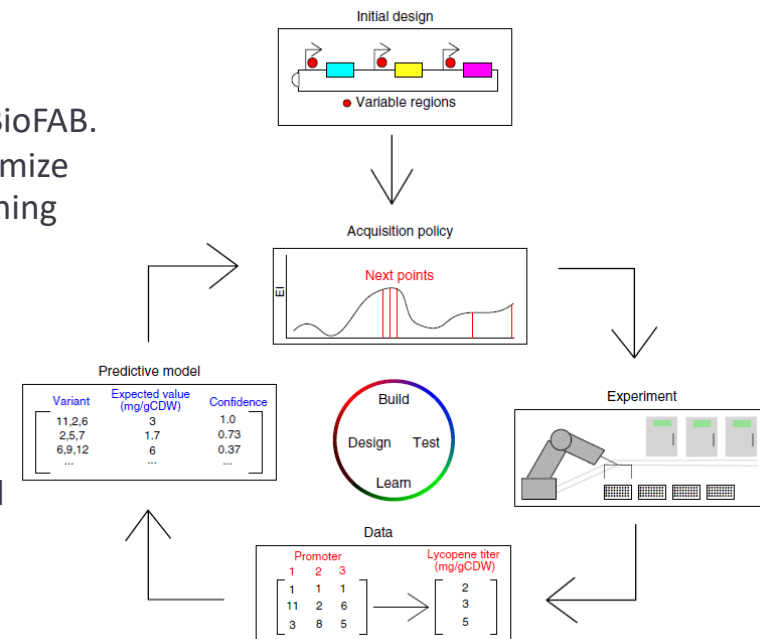 Initial design
Variable regions
BioFAB.
mize
ning
Acquisition policy
Next points
EI
Predictive model
Variant Expected value (mg/gCDW) Confidence
11,2,6 3 1.0
2,5,7 1.7 0.73
6,9,12 6 0.37
... ... ...
Build
Design Test
Learn
Experiment
Data
Promoter Lycopene titer (mg/gCDW)
1 2 3
1 1 1 2
11 2 6 3
3 8 5 5